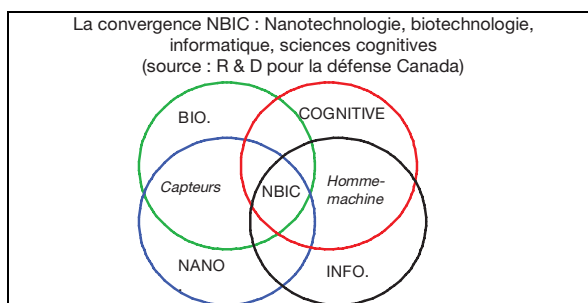 La convergence NBIC : Nanotechnologie, biotechnologie,
informatique, sciences cognitives
(source : R & D pour la défense Canada)
BIO.
COGNITIVE
Capteurs
NBIC
Homme-
machine
NANO
INFO.